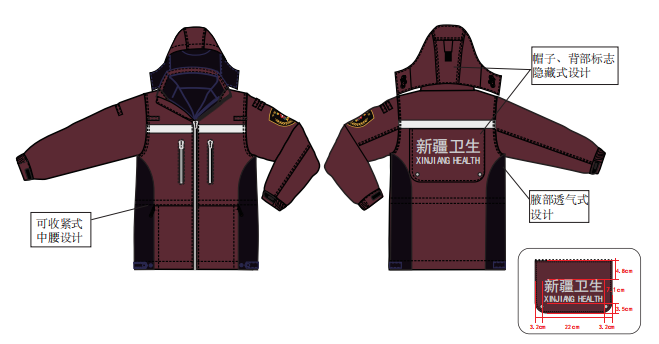 帽子、背部标志
隐藏式设计
新疆卫生
XINJIANG HEALTH
腋部透气式
设计
可收紧式
中腰设计
新疆卫生
XINJIANG HEALTH
4.8cm
1cm
3.5cm
3.2cm
22cm
3.2cm